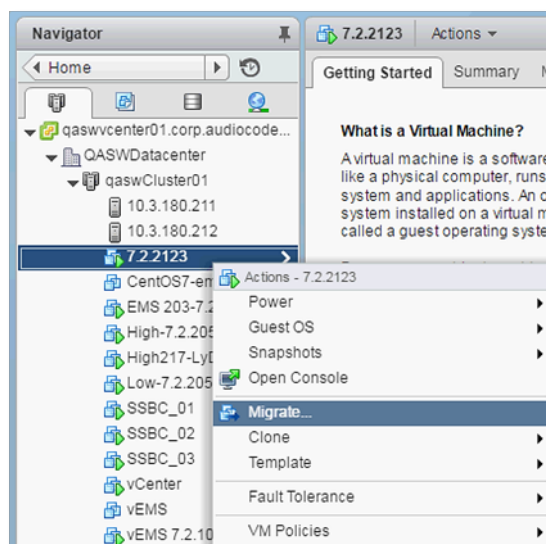 Navigator
7.2.2123 Actions
Home
Getting Started Summary
qaswvcenter01.corp.audiocode...
QASWDatacenter
qaswCluster01
10.3.180.211
10.3.180.212
7.2.2123
CentOS7-em
EMS 203-7.2
High-7.2.205
High217-LyD
Low-7.2.205
SSBC_01
SSBC_02
SSBC_03
vCenter
vEMS
vEMS 7.2.10
What is a Virtual Machine?
A virtual machine is a software
like a physical computer, runs
system and applications. An o
system installed on a virtual m
called a guest operating syste
Actions - 7.2.2123
Power
Guest OS
Snapshots
Open Console
Migrate...
Clone
Template
Fault Tolerance
VM Policies